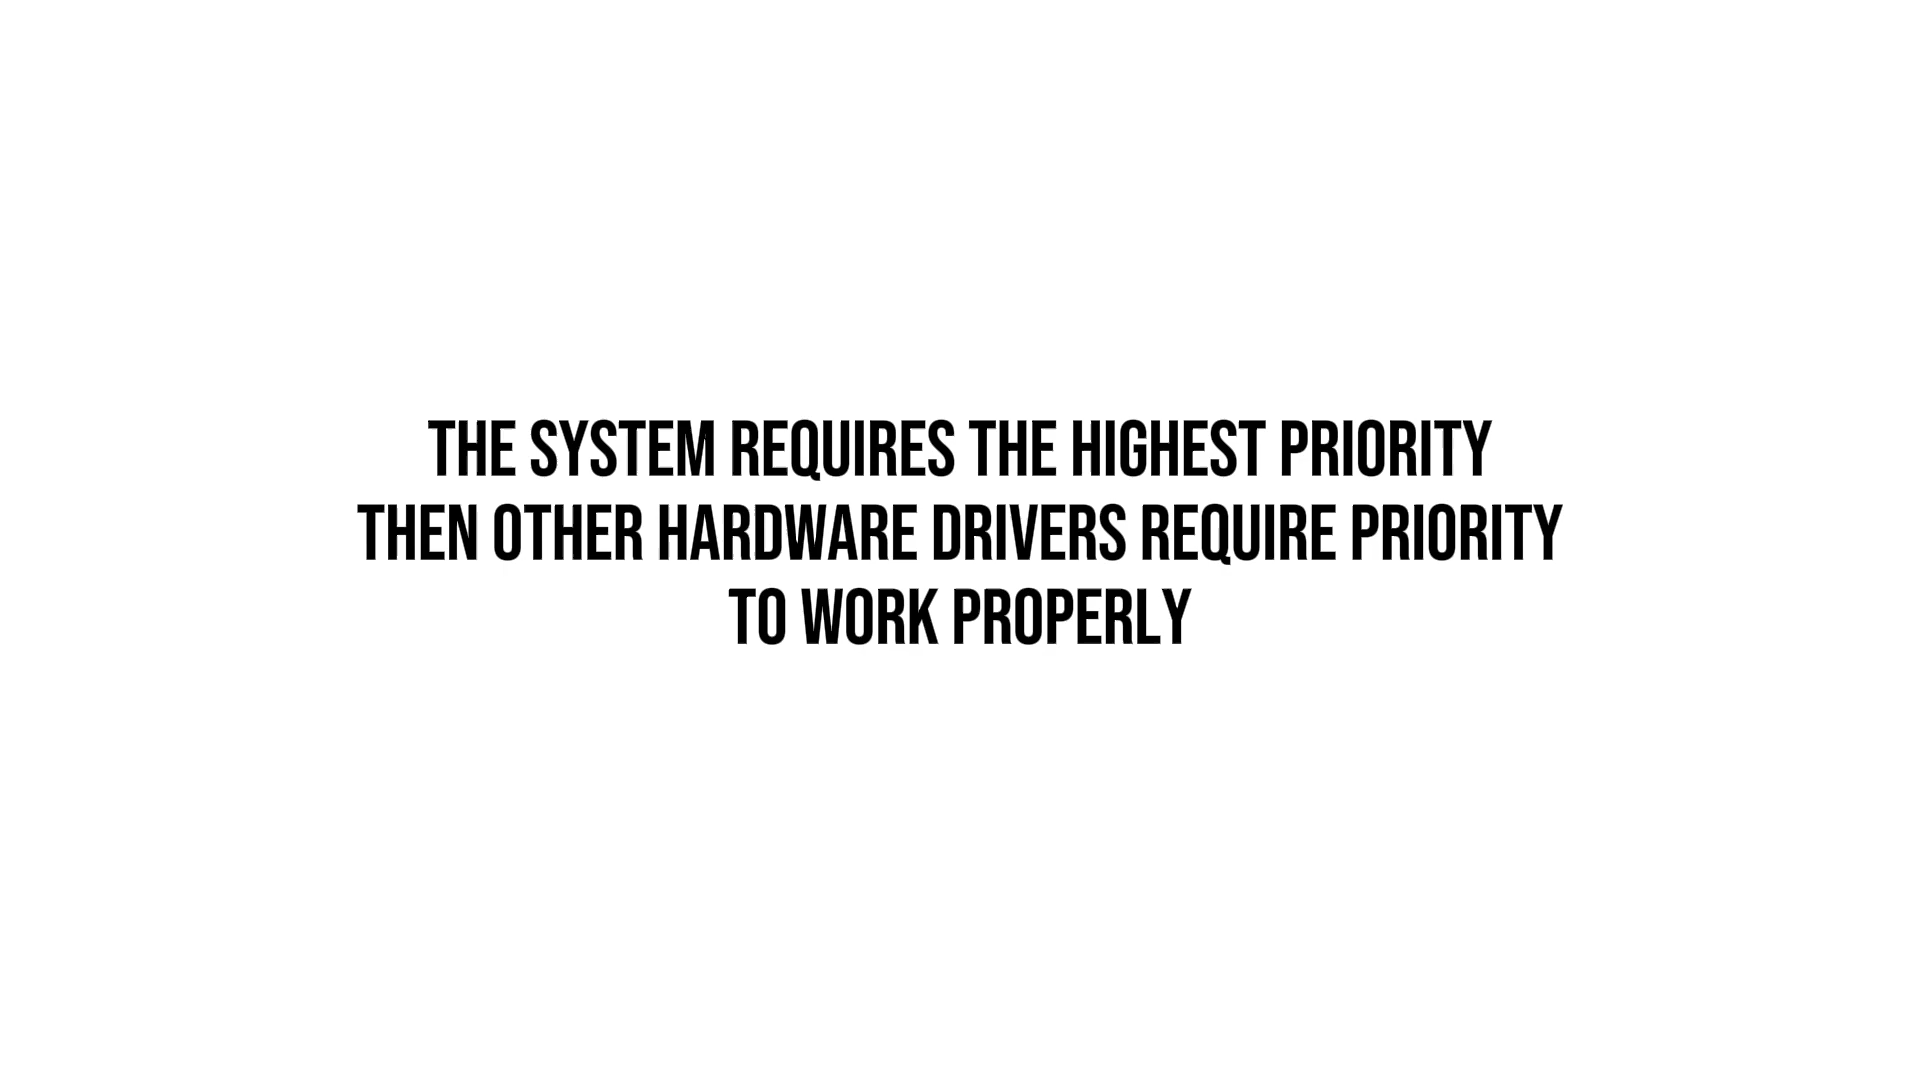 THE SYSTEM REQUIRES THE HIGHEST PRIORITY
THEN OTHER HARDWARE DRIVERS REQUIRE PRIORITY
TO WORK PROPERLY